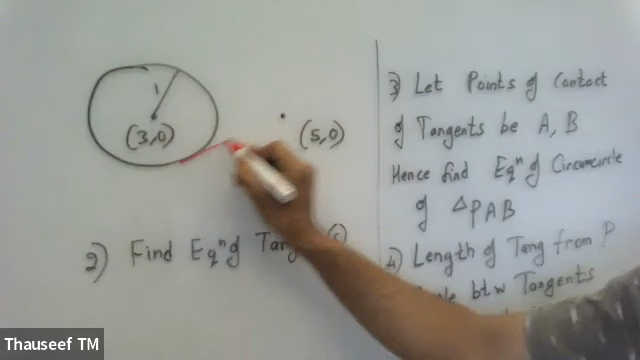 1
(3,0)
(5,0)
2) Find Eqⁿ of Tang
3) Let Points of Contact
of Tangents be A, B
Hence find Eqⁿ of Circumcircle
of ΔPAB
4) Length of Tang from P
btw Tangents
Thauseef TM